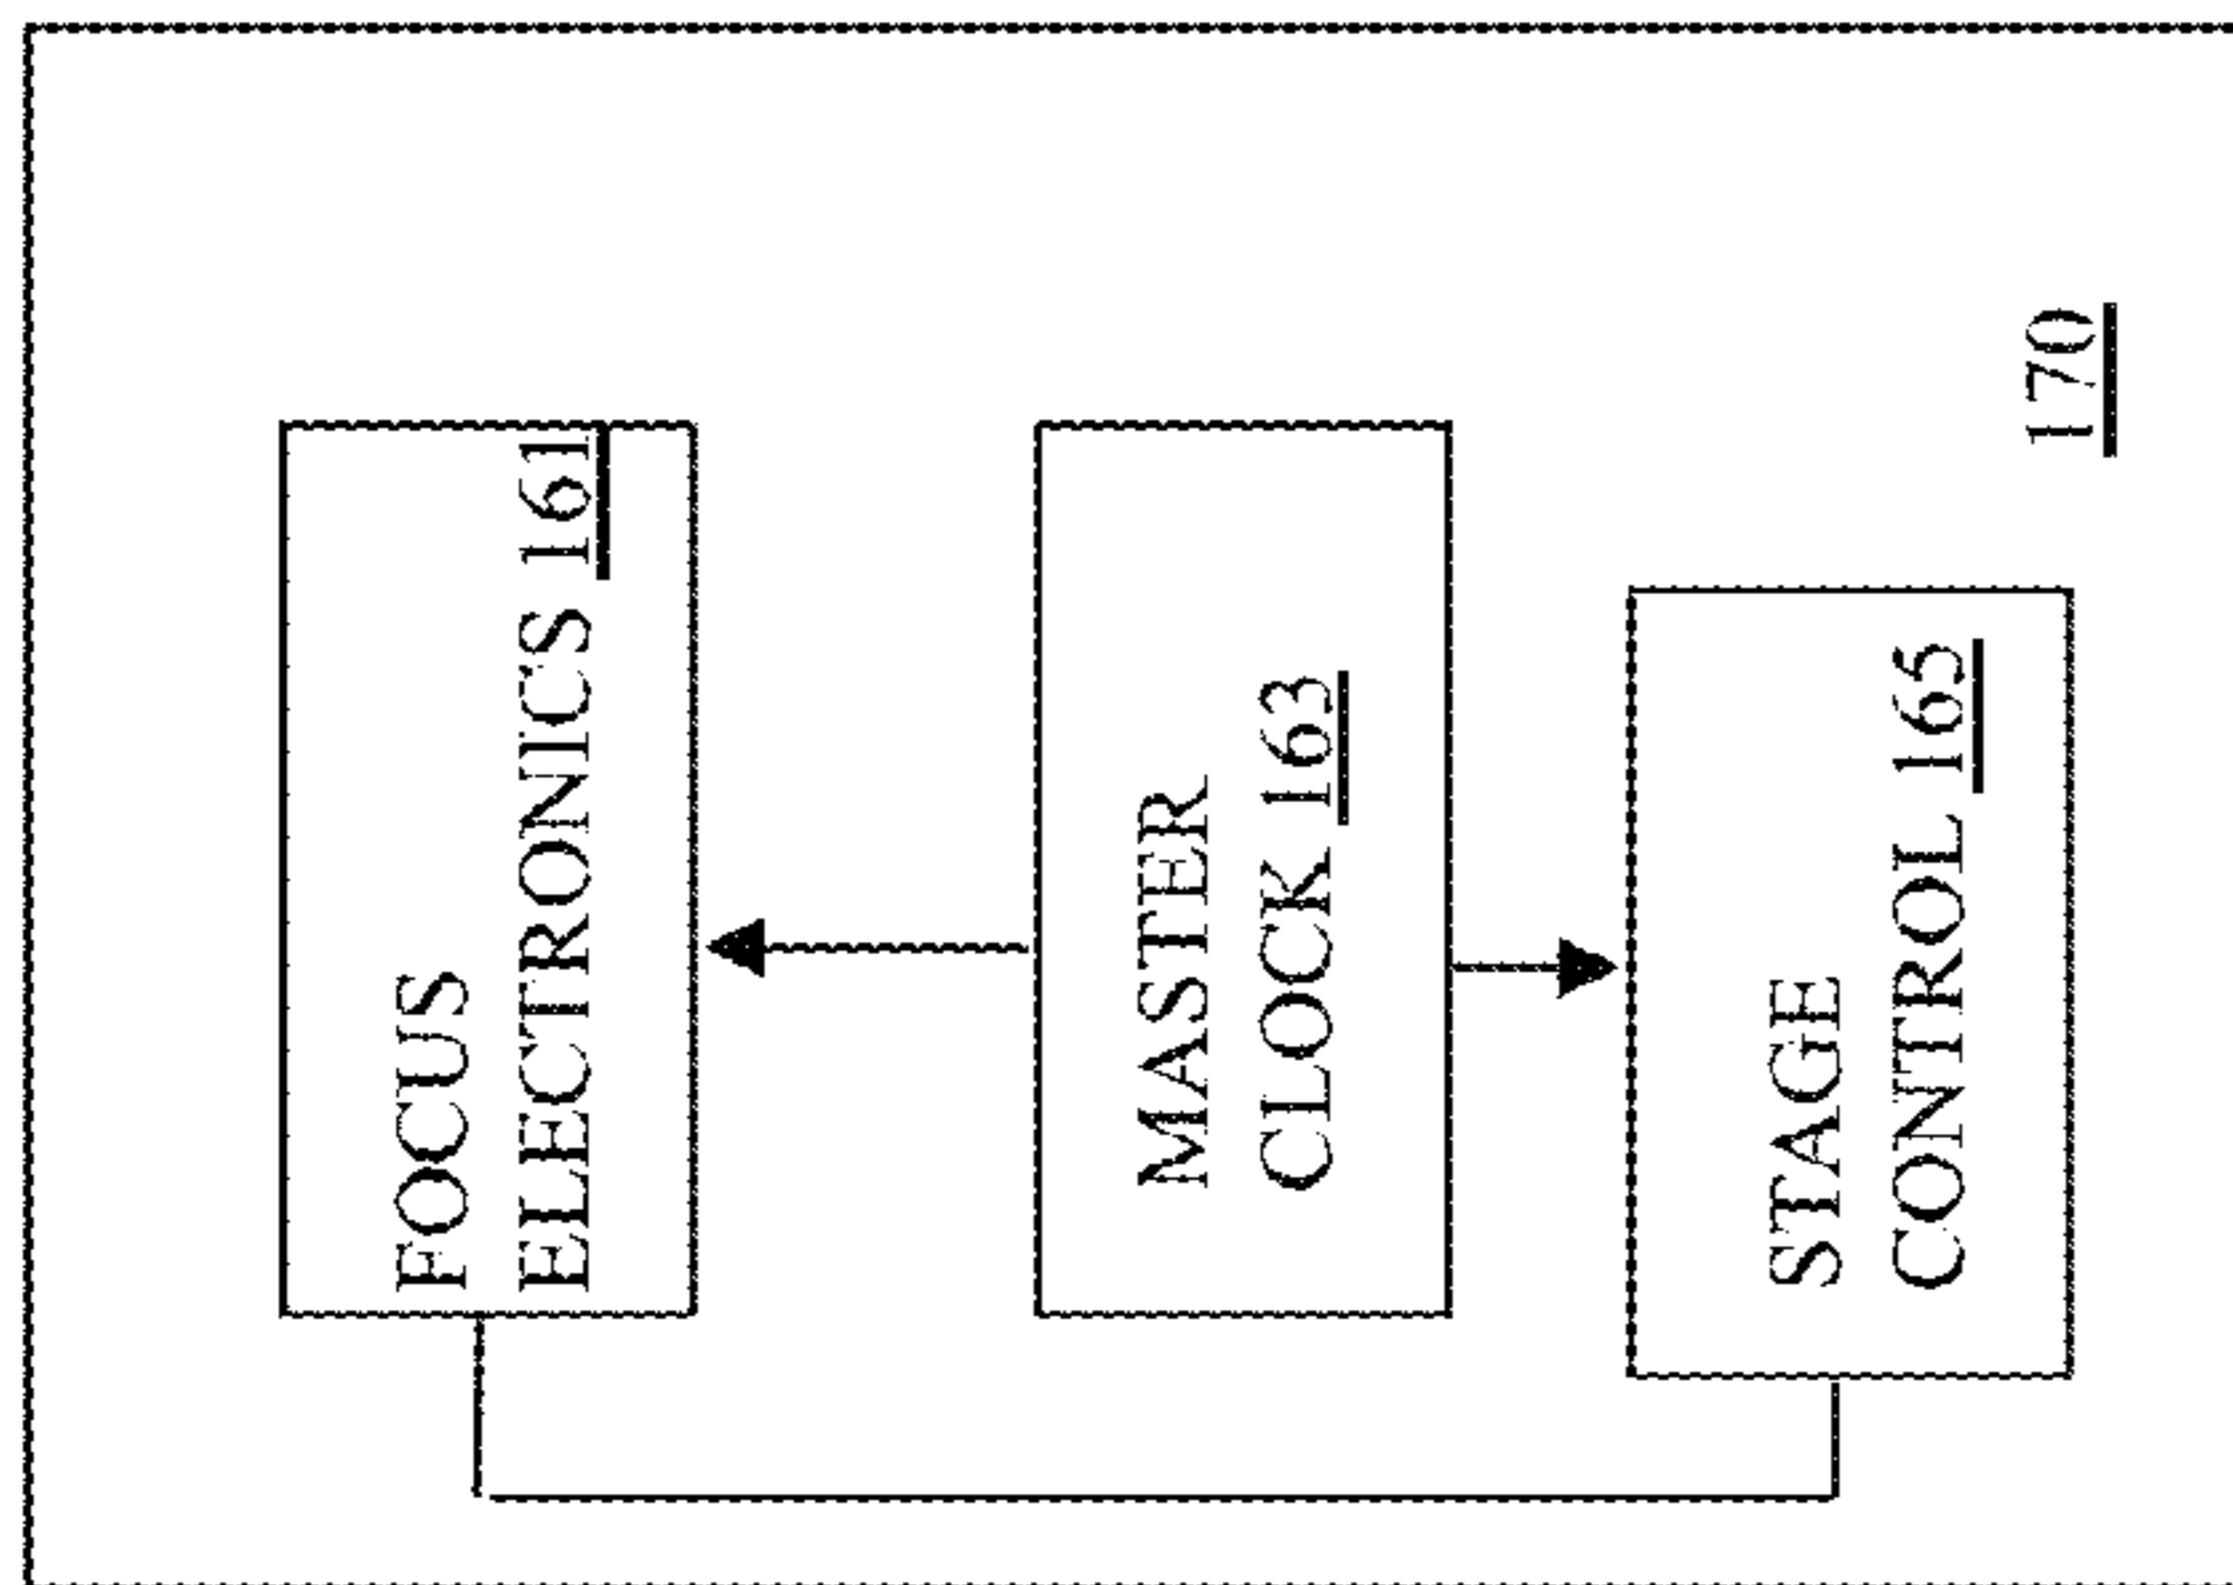 FOCUS
ELECTRONICS 161
MASTER
CLOCK 163
STAGE
CONTROL 165
170